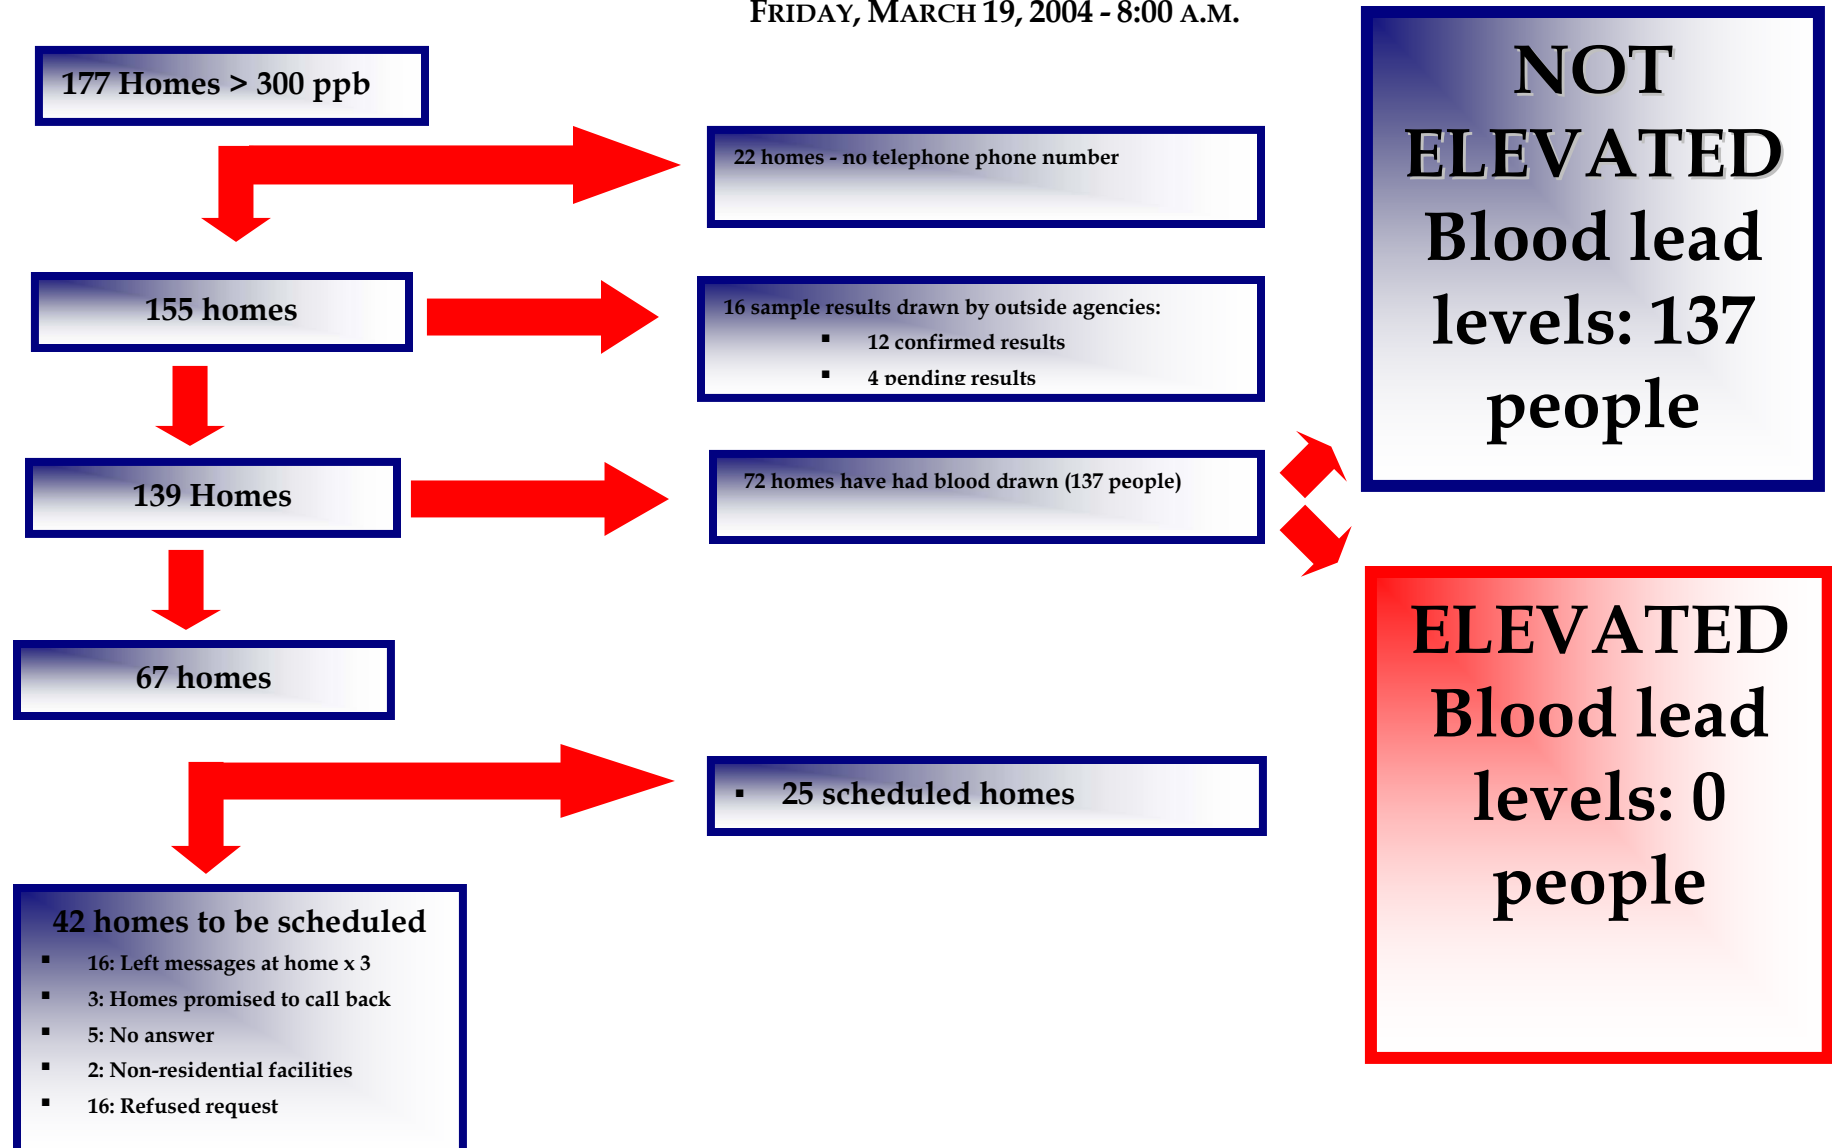 FRIDAY, MARCH 19, 2004 - 8:00 A.M.
177 Homes > 300 ppb
22 homes - no telephone phone number
155 homes
16 sample results drawn by outside agencies:
▪ 12 confirmed results
▪ 4 pending results
139 Homes
72 homes have had blood drawn (137 people)
NOT
ELEVATED
Blood lead
levels: 137
people
67 homes
▪ 25 scheduled homes
ELEVATED
Blood lead
levels: 0
people
42 homes to be scheduled
▪ 16: Left messages at home x 3
▪ 3: Homes promised to call back
▪ 5: No answer
▪ 2: Non-residential facilities
▪ 16: Refused request